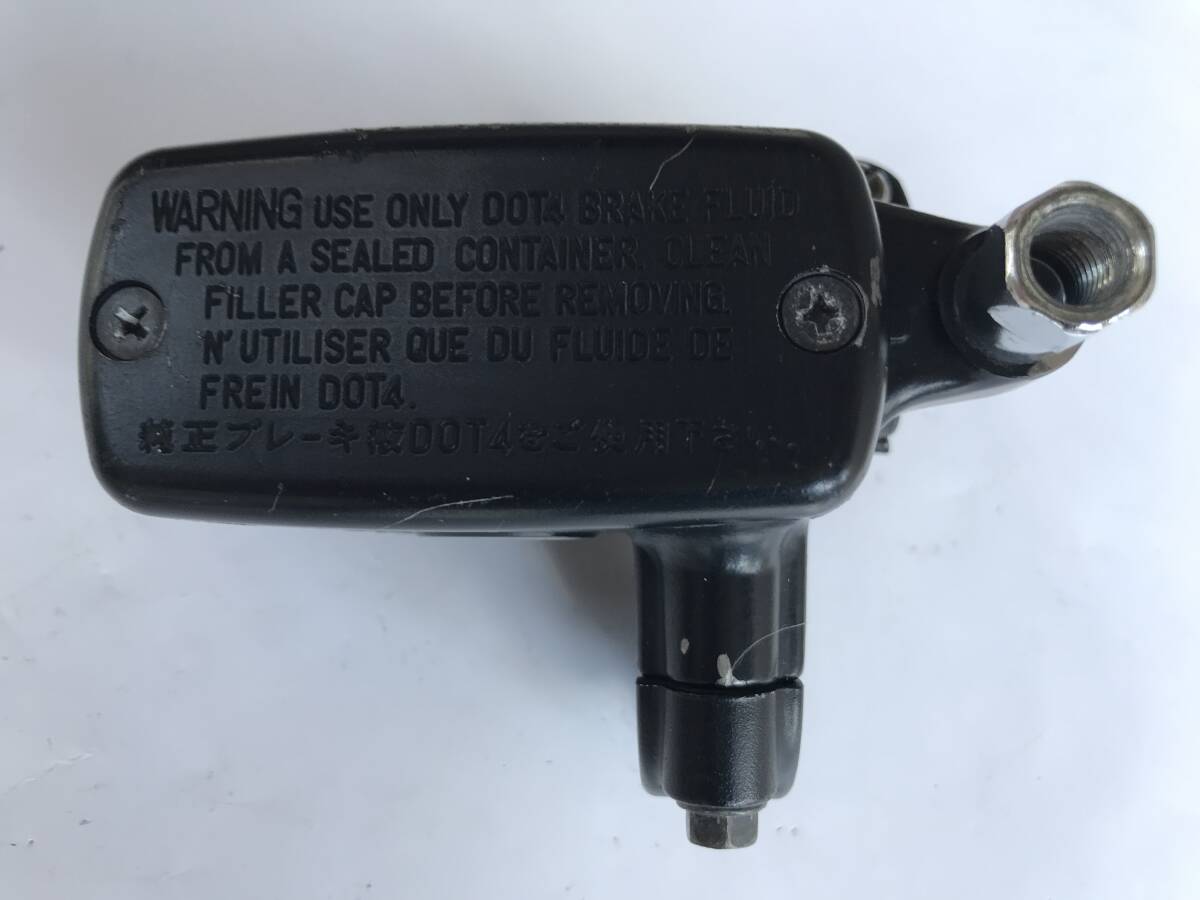 WARNING USE ONLY DOT4 BRAKE FLUID
FROM A SEALED CONTAINER. CLEAN
FILLER CAP BEFORE REMOVING.
N'UTILISER QUE DU FLUIDE DE
FREIN DOT4.
純正ブレーキ液DOT4をご使用下さい。